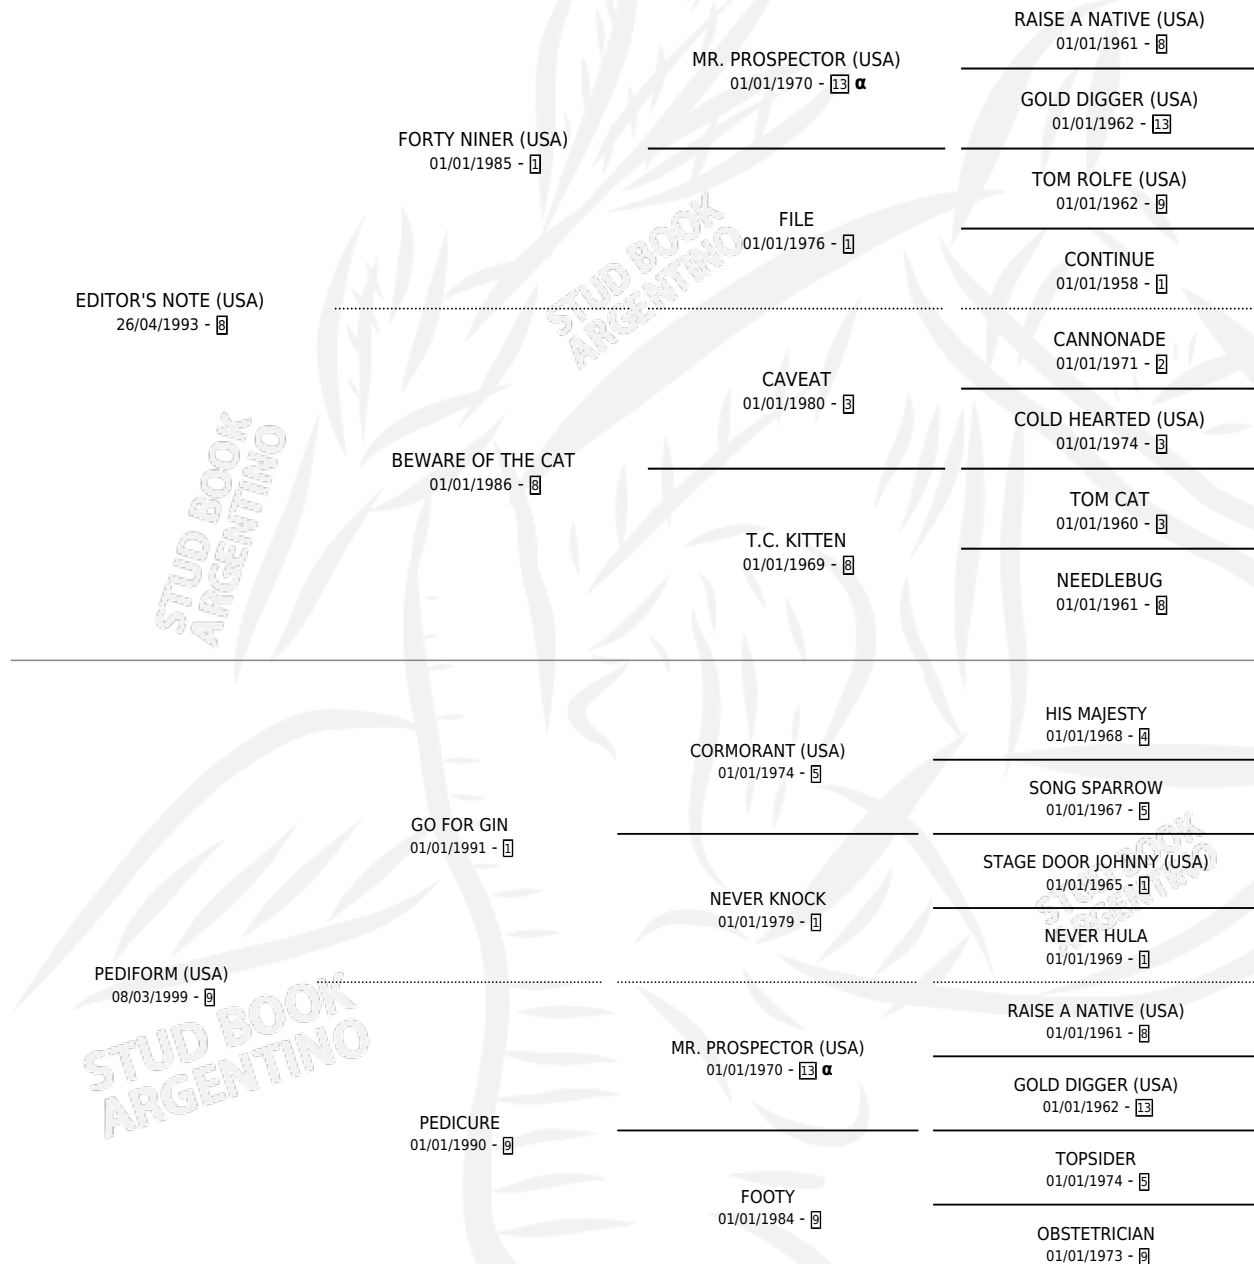 RAISE A NATIVE (USA)
01/01/1961 - 8
MR. PROSPECTOR (USA)
01/01/1970 - 13 α
GOLD DIGGER (USA)
01/01/1962 - 13
FORTY NINER (USA)
01/01/1985 - 1
TOM ROLFE (USA)
01/01/1962 - 9
FILE
01/01/1976 - 1
CONTINUE
01/01/1958 - 1
EDITOR'S NOTE (USA)
26/04/1993 - 8
CANNONADE
01/01/1971 - 2
CAVEAT
01/01/1980 - 3
COLD HEARTED (USA)
01/01/1974 - 3
BEWARE OF THE CAT
01/01/1986 - 8
TOM CAT
01/01/1960 - 3
T.C. KITTEN
01/01/1969 - 8
NEEDLEBUG
01/01/1961 - 8
HIS MAJESTY
01/01/1968 - 4
CORMORANT (USA)
01/01/1974 - 5
SONG SPARROW
01/01/1967 - 5
GO FOR GIN
01/01/1991 - 1
STAGE DOOR JOHNNY (USA)
01/01/1965 - 1
NEVER KNOCK
01/01/1979 - 1
NEVER HULA
01/01/1969 - 1
PEDIFORM (USA)
08/03/1999 - 9
RAISE A NATIVE (USA)
01/01/1961 - 8
MR. PROSPECTOR (USA)
01/01/1970 - 13 α
GOLD DIGGER (USA)
01/01/1962 - 13
PEDICURE
01/01/1990 - 9
TOPSIDER
01/01/1974 - 5
FOOTY
01/01/1984 - 9
OBSTETRICIAN
01/01/1973 - 9
STUD BOOK
ARGENTINO
STUD BOOK
ARGENTINO
STUD BOOK
ARGENTINO
STUD BOOK
ARGENTINO